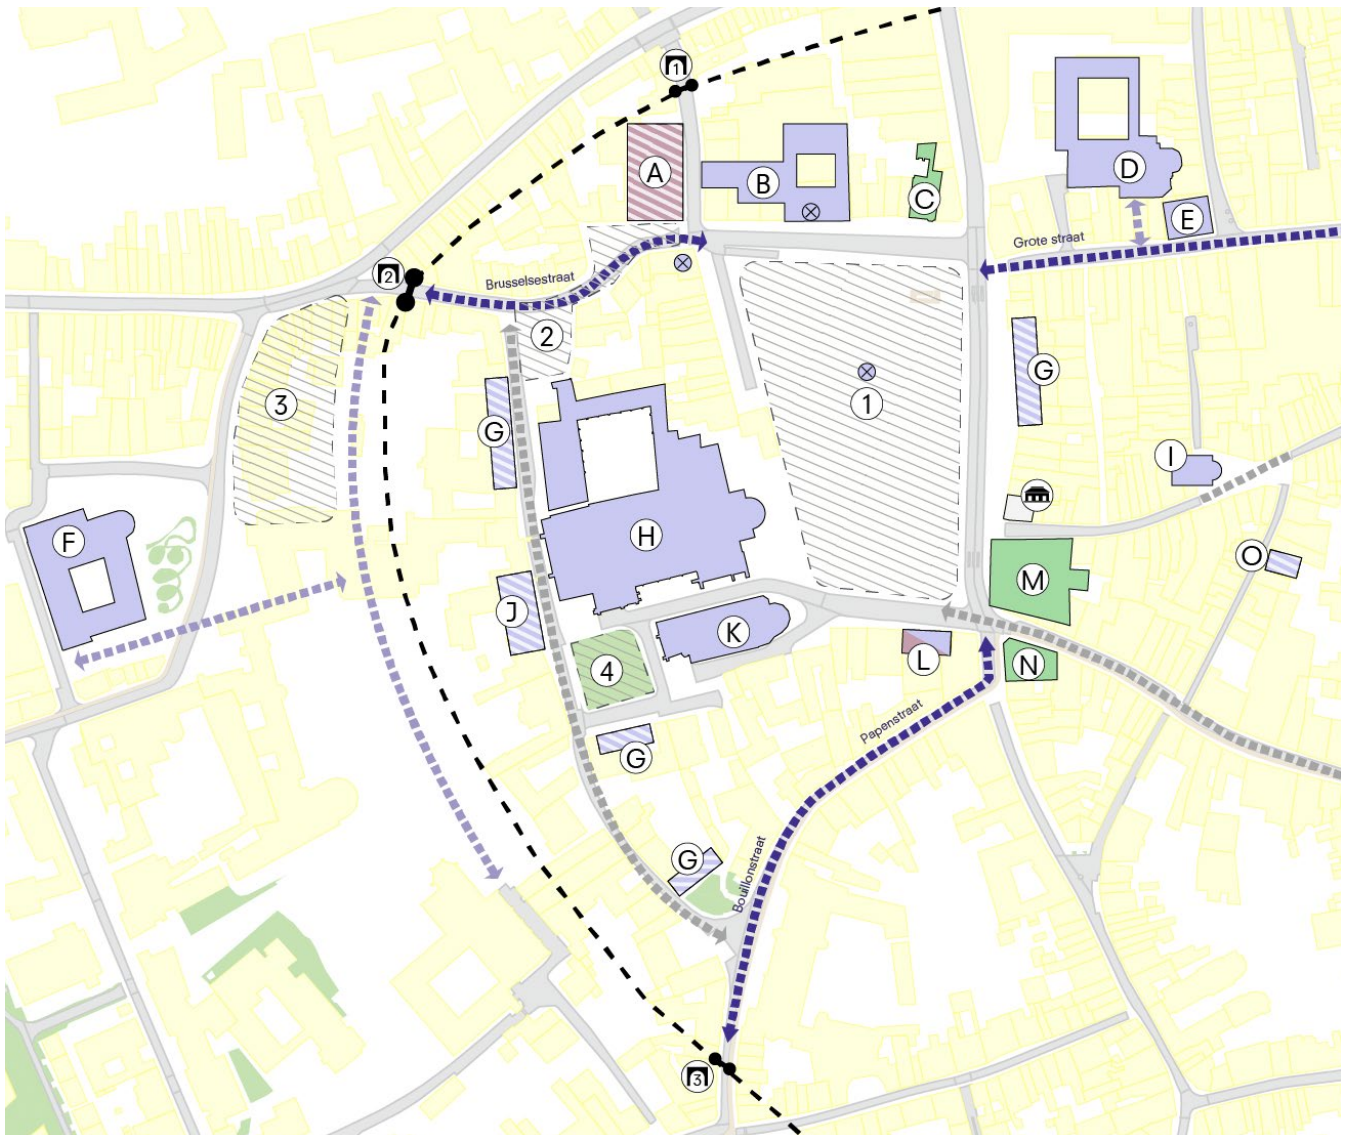 1
A
B
C
D
E
Grote straat
2
Brusselsestraat
2
3
1
G
G
I
F
H
O
J
M
K
L
N
4
Papenstraat
G
G
Bouillonstraat
3